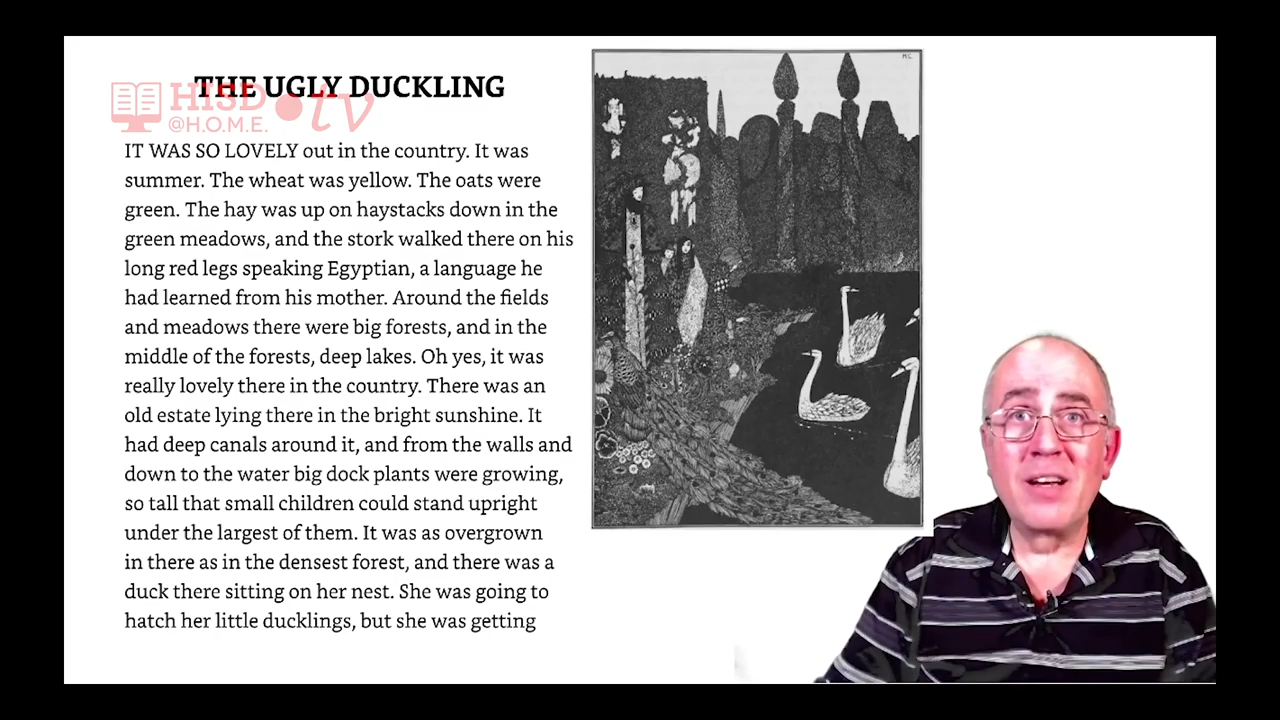 THE UGLY DUCKLING
HISD tv
@H.O.M.E.
IT WAS SO LOVELY out in the country. It was
summer. The wheat was yellow. The oats were
green. The hay was up on haystacks down in the
green meadows, and the stork walked there on his
long red legs speaking Egyptian, a language he
had learned from his mother. Around the fields
and meadows there were big forests, and in the
middle of the forests, deep lakes. Oh yes, it was
really lovely there in the country. There was an
old estate lying there in the bright sunshine. It
had deep canals around it, and from the walls and
down to the water big dock plants were growing,
so tall that small children could stand upright
under the largest of them. It was as overgrown
in there as in the densest forest, and there was a
duck there sitting on her nest. She was going to
hatch her little ducklings, but she was getting